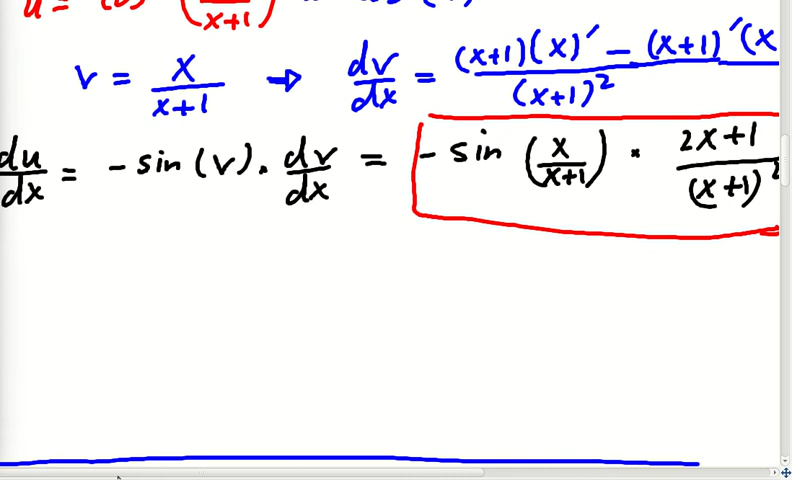 u =
v = x/(x+1) → dv/dx = ((x+1)(x)′ − (x+1)′(x / (x+1)²
du/dx = −sin(v) · dv/dx = −sin(x/(x+1)) · (2x+1)/(x+1)²